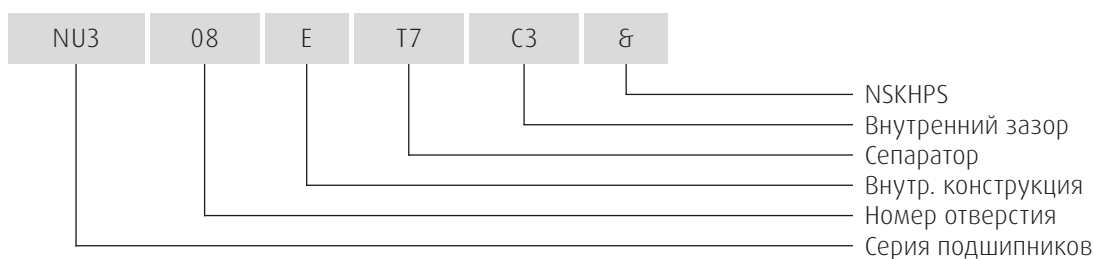 NU3 08 E T7 C3 &
NSKHPS
Внутренний зазор
Сепаратор
Внутр. конструкция
Номер отверстия
Серия подшипников